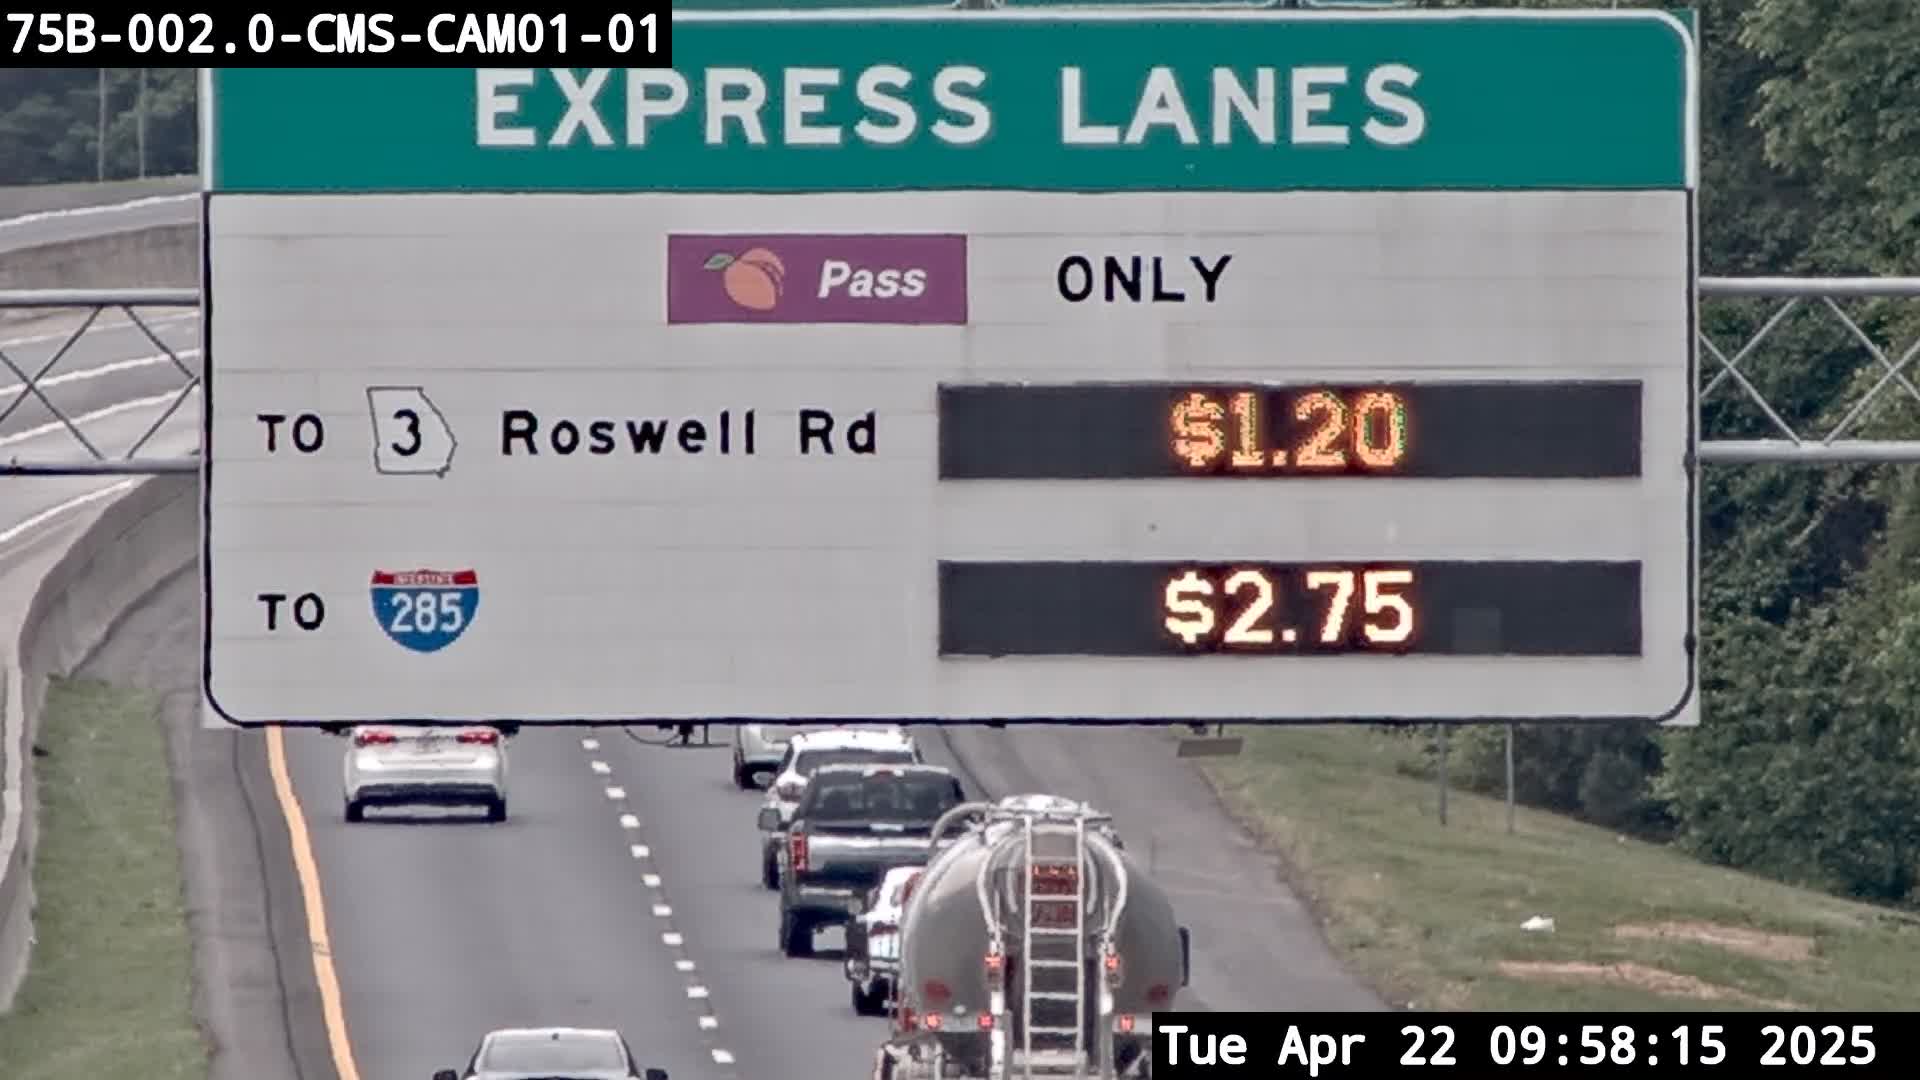 75B-002.0-CMS-CAM01-01
EXPRESS LANES
Pass ONLY
TO 3 Roswell Rd $1.20
INTERSTATE
TO 285 $2.75
Tue Apr 22 09:58:15 2025